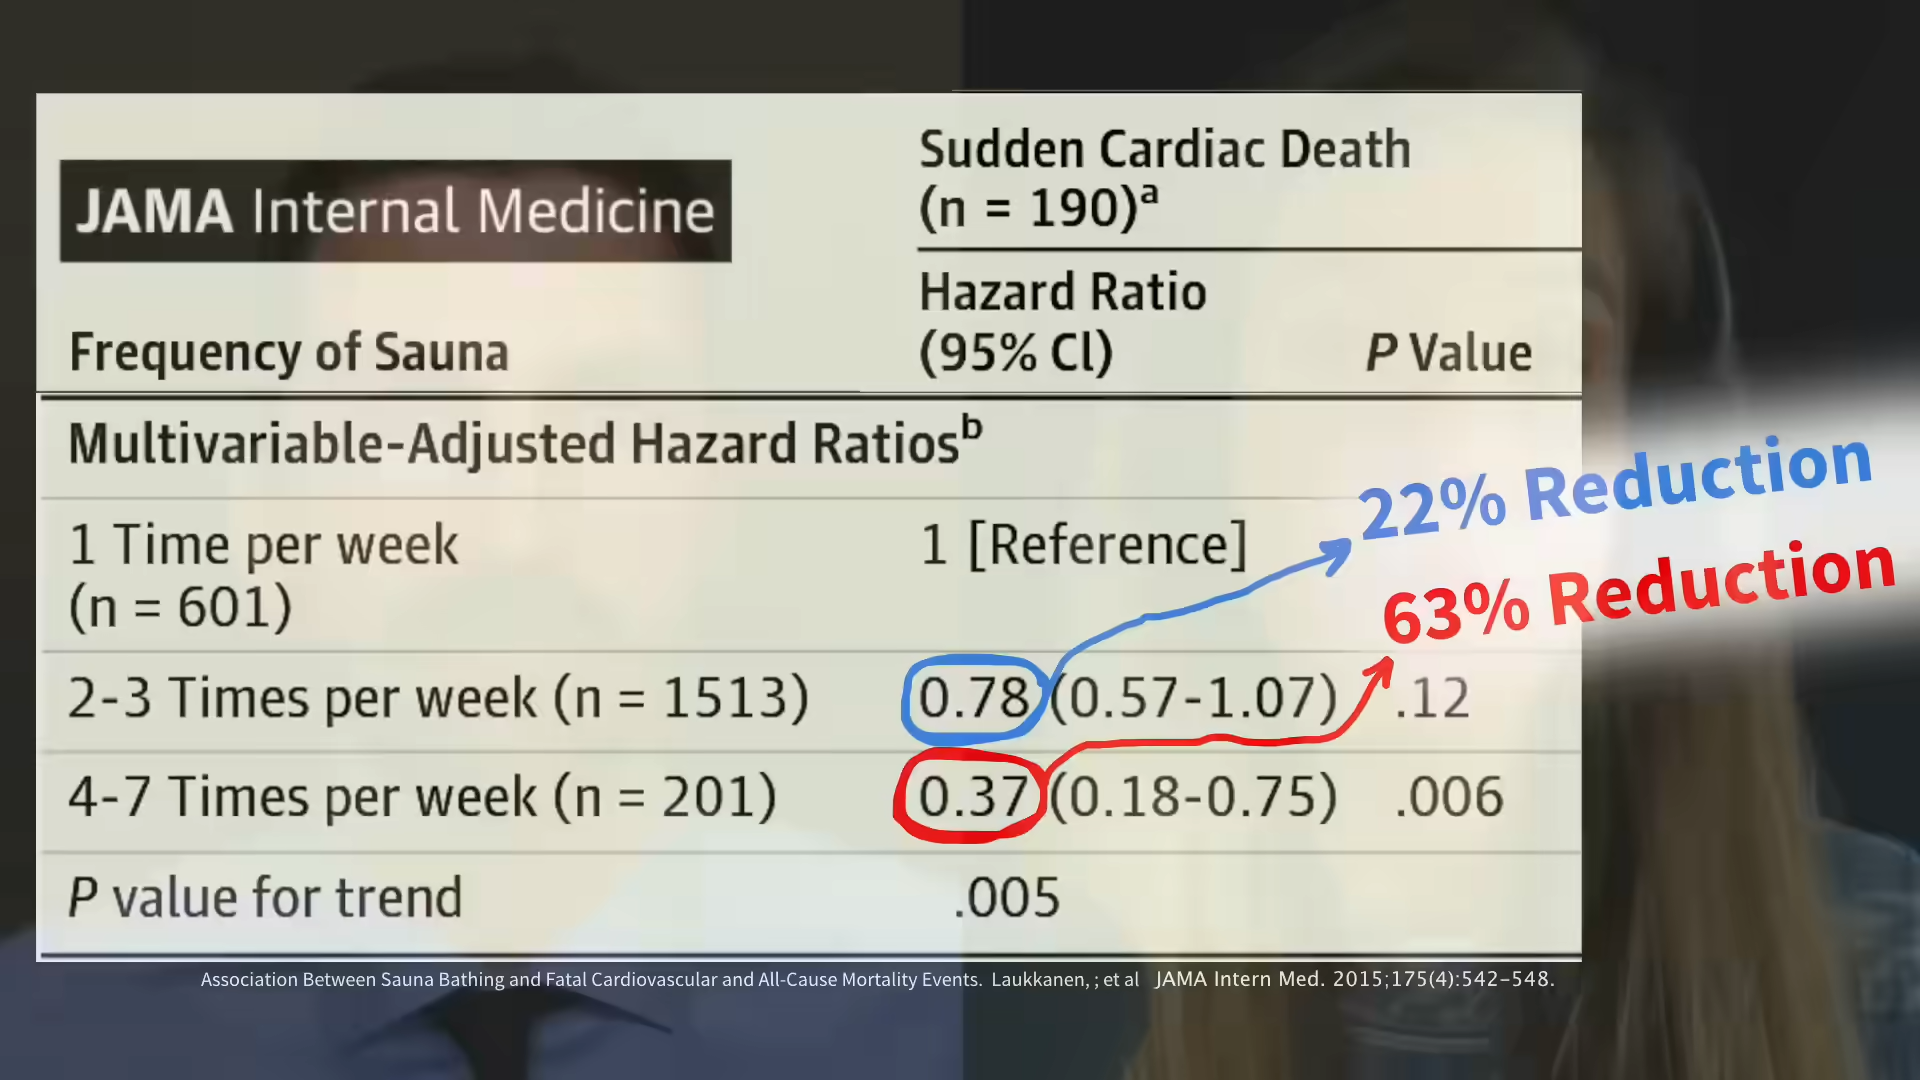 JAMA Internal Medicine
Sudden Cardiac Death
(n = 190)a
Hazard Ratio
(95% Cl)
P Value
Frequency of Sauna
Multivariable-Adjusted Hazard Ratiosb
22% Reduction
1 Time per week
(n = 601)
1 [Reference]
63% Reduction
2-3 Times per week (n = 1513) 0.78 (0.57-1.07) .12
4-7 Times per week (n = 201) 0.37 (0.18-0.75) .006
P value for trend .005
Association Between Sauna Bathing and Fatal Cardiovascular and All-Cause Mortality Events. Laukkanen, ; et al JAMA Intern Med. 2015;175(4):542–548.